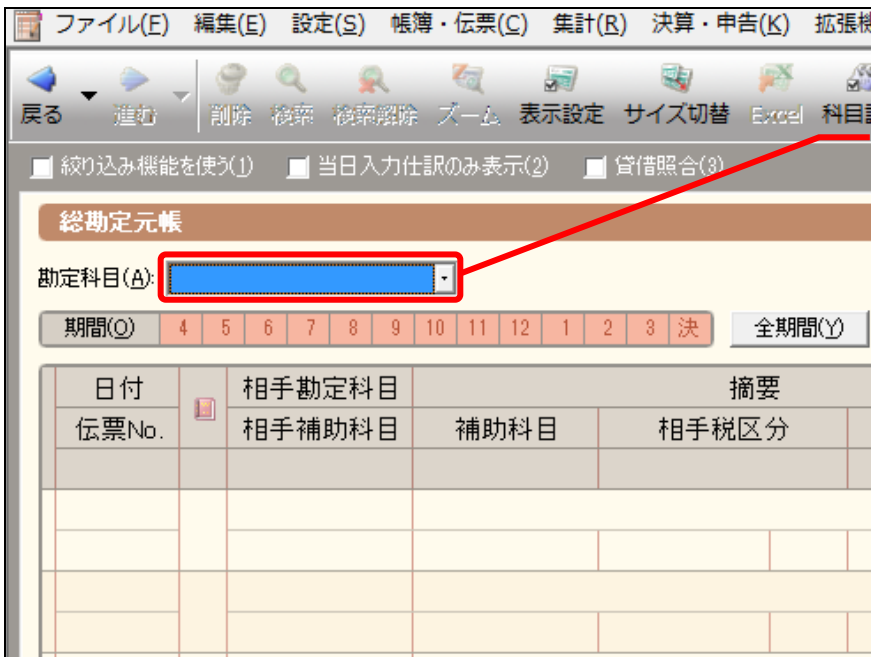 ファイル(F) 編集(E) 設定(S) 帳簿・伝票(C) 集計(R) 決算・申告(K) 拡張機
戻る 進む 削除 検索 検索解除 ズーム 表示設定 サイズ切替 Excel 科目
絞り込み機能を使う(1) 当日入力仕訳のみ表示(2) 貸借照合(3)
総勘定元帳
勘定科目(A):
期間(O) 4 5 6 7 8 9 10 11 12 1 2 3 決 全期間(Y)
日付 相手勘定科目 摘要
伝票No. 相手補助科目 補助科目 相手税区分